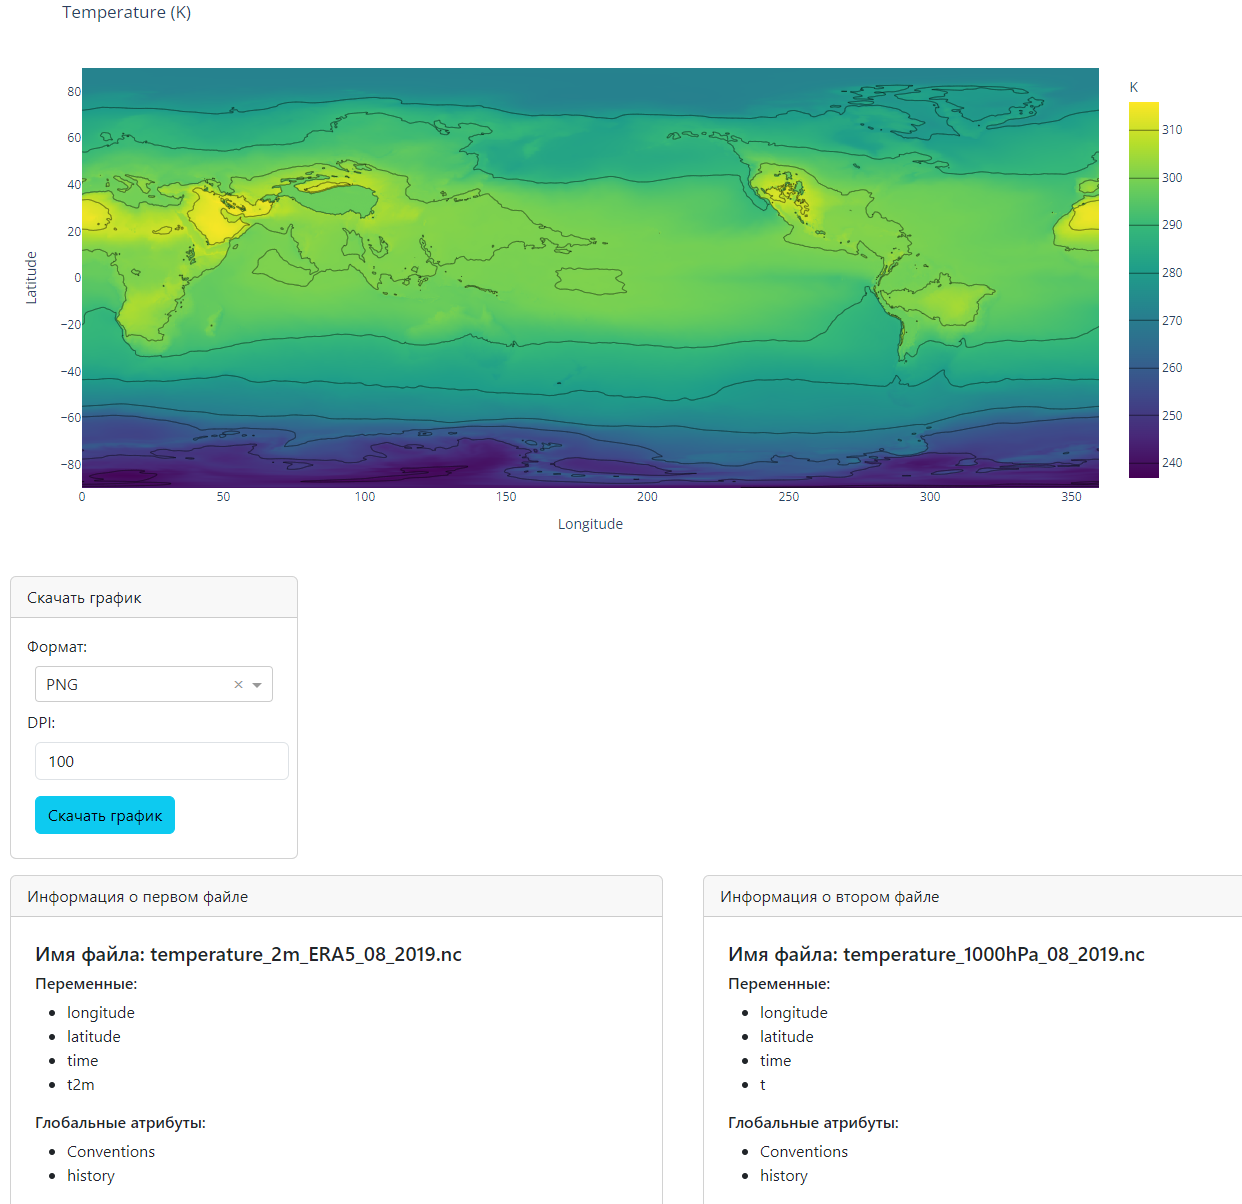 Temperature (K)
K
80
60
40
20
0
−20
−40
−60
−80
Latitude
0
50
100
150
200
250
300
350
Longitude
310
300
290
280
270
260
250
240
Скачать график
Формат:
PNG
DPI:
100
Скачать график
Информация о первом файле
Имя файла: temperature_2m_ERA5_08_2019.nc
Переменные:
longitude
latitude
time
t2m
Глобальные атрибуты:
Conventions
history
Информация о втором файле
Имя файла: temperature_1000hPa_08_2019.nc
Переменные:
longitude
latitude
time
t
Глобальные атрибуты:
Conventions
history